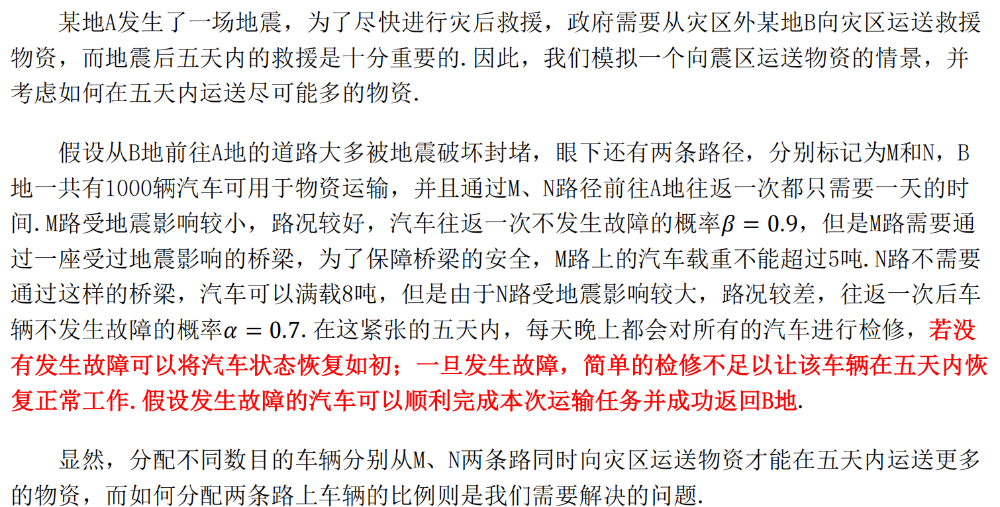 某地A发生了一场地震，为了尽快进行灾后救援，政府需要从灾区外某地B向灾区运送救援
物资，而地震后五天内的救援是十分重要的.因此，我们模拟一个向震区运送物资的情景，并
考虑如何在五天内运送尽可能多的物资.
假设从B地前往A地的道路大多被地震破坏封堵，眼下还有两条路径，分别标记为M和N，B
地一共有1000辆汽车可用于物资运输，并且通过M、N路径前往A地往返一次都只需要一天的时
间.M路受地震影响较小，路况较好，汽车往返一次不发生故障的概率β = 0.9，但是M路需要通
过一座受过地震影响的桥梁，为了保障桥梁的安全，M路上的汽车载重不能超过5吨.N路不需要
通过这样的桥梁，汽车可以满载8吨，但是由于N路受地震影响较大，路况较差，往返一次后车
辆不发生故障的概率α = 0.7.在这紧张的五天内，每天晚上都会对所有的汽车进行检修，若没
有发生故障可以将汽车状态恢复如初；一旦发生故障，简单的检修不足以让该车辆在五天内恢
复正常工作.假设发生故障的汽车可以顺利完成本次运输任务并成功返回B地.
显然，分配不同数目的车辆分别从M、N两条路同时向灾区运送物资才能在五天内运送更多
的物资，而如何分配两条路上车辆的比例则是我们需要解决的问题.